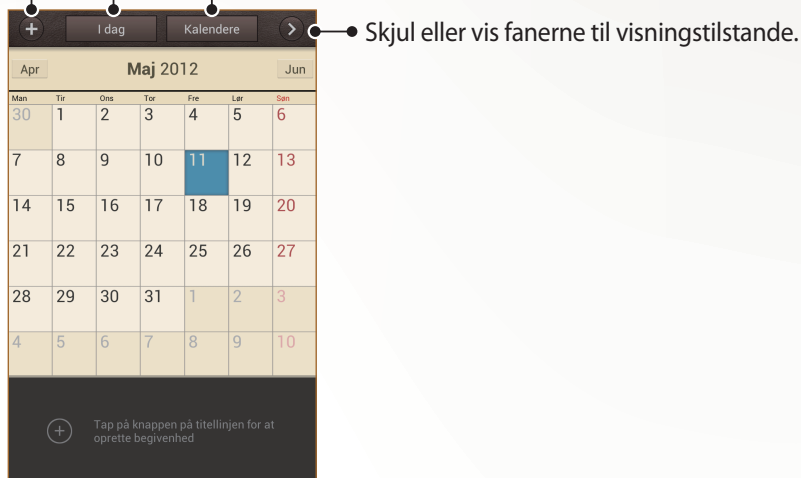 I dag Kalendere
Skjul eller vis fanerne til visningstilstande.
Apr Maj 2012 Jun
Man Tir Ons Tor Fre Lør Søn
30 1 2 3 4 5 6
7 8 9 10 11 12 13
14 15 16 17 18 19 20
21 22 23 24 25 26 27
28 29 30 31 1 2 3
4 5 6 7 8 9 10
Tap på knappen på titellinjen for at
oprette begivenhed